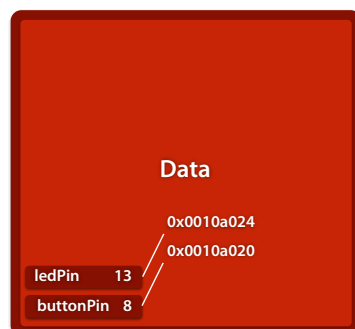 Data
0x0010a024
0x0010a020
ledPin 13
buttonPin 8